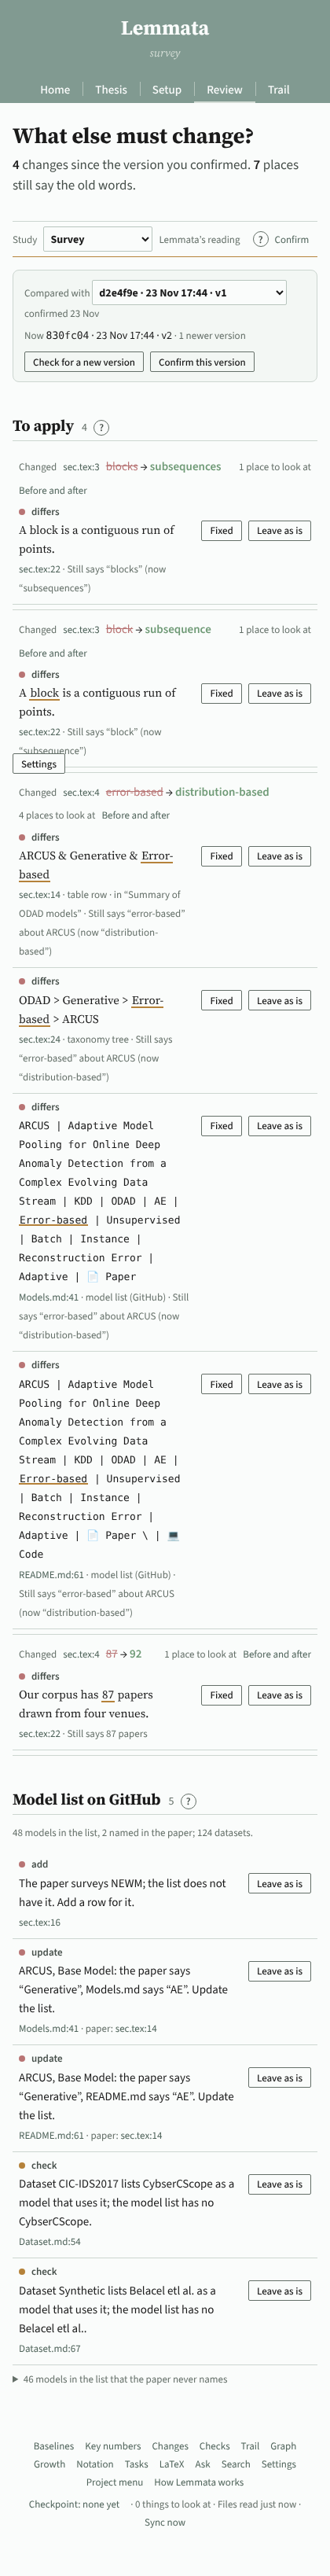 Lemmata
survey
Home Thesis Setup Review Trail
What else must change?
4 changes since the version you confirmed. 7 places
still say the old words.
Study Survey Lemmata's reading ? Confirm
Compared with d2e4f9e · 23 Nov 17:44 · v1
confirmed 23 Nov
Now 830fc04 · 23 Nov 17:44 · v2 · 1 newer version
Check for a new version Confirm this version
To apply 4 ?
Changed sec.tex:3 blocks → subsequences 1 place to look at
Before and after
differs
A block is a contiguous run of
points.
Fixed Leave as is
sec.tex:22 · Still says “blocks” (now
“subsequences”)
Changed sec.tex:3 block → subsequence 1 place to look at
Before and after
differs
A block is a contiguous run of
points.
Fixed Leave as is
sec.tex:22 · Still says “block” (now
“subsequence”)
Settings
Changed sec.tex:4 error-based → distribution-based
4 places to look at Before and after
differs
ARCUS & Generative & Error-
based
Fixed Leave as is
sec.tex:14 · table row · in “Summary of
ODAD models” · Still says “error-based”
about ARCUS (now “distribution-
based”)
differs
ODAD > Generative > Error-
based > ARCUS
Fixed Leave as is
sec.tex:24 · taxonomy tree · Still says
“error-based” about ARCUS (now
“distribution-based”)
differs
ARCUS | Adaptive Model
Pooling for Online Deep
Anomaly Detection from a
Complex Evolving Data
Stream | KDD | ODAD | AE |
Error-based | Unsupervised
| Batch | Instance |
Reconstruction Error |
Adaptive | 📄 Paper
Fixed Leave as is
Models.md:41 · model list (GitHub) · Still
says “error-based” about ARCUS (now
“distribution-based”)
differs
ARCUS | Adaptive Model
Pooling for Online Deep
Anomaly Detection from a
Complex Evolving Data
Stream | KDD | ODAD | AE |
Error-based | Unsupervised
| Batch | Instance |
Reconstruction Error |
Adaptive | 📄 Paper \ | 💻
Code
Fixed Leave as is
README.md:61 · model list (GitHub) ·
Still says “error-based” about ARCUS
(now “distribution-based”)
Changed sec.tex:4 87 → 92 1 place to look at Before and after
differs
Our corpus has 87 papers
drawn from four venues.
Fixed Leave as is
sec.tex:22 · Still says 87 papers
Model list on GitHub 5 ?
48 models in the list, 2 named in the paper; 124 datasets.
add
The paper surveys NEWM; the list does not
have it. Add a row for it.
Leave as is
sec.tex:16
update
ARCUS, Base Model: the paper says
“Generative”, Models.md says “AE”. Update
the list.
Leave as is
Models.md:41 · paper: sec.tex:14
update
ARCUS, Base Model: the paper says
“Generative”, README.md says “AE”. Update
the list.
Leave as is
README.md:61 · paper: sec.tex:14
check
Dataset CIC-IDS2017 lists CyberCScope as a
model that uses it; the model list has no
CyberCScope.
Leave as is
Dataset.md:54
check
Dataset Synthetic lists Belacel etl al. as a
model that uses it; the model list has no
Belacel etl al..
Leave as is
Dataset.md:67
46 models in the list that the paper never names
Baselines Key numbers Changes Checks Trail Graph
Growth Notation Tasks LaTeX Ask Search Settings
Project menu How Lemmata works
Checkpoint: none yet · 0 things to look at · Files read just now ·
Sync now